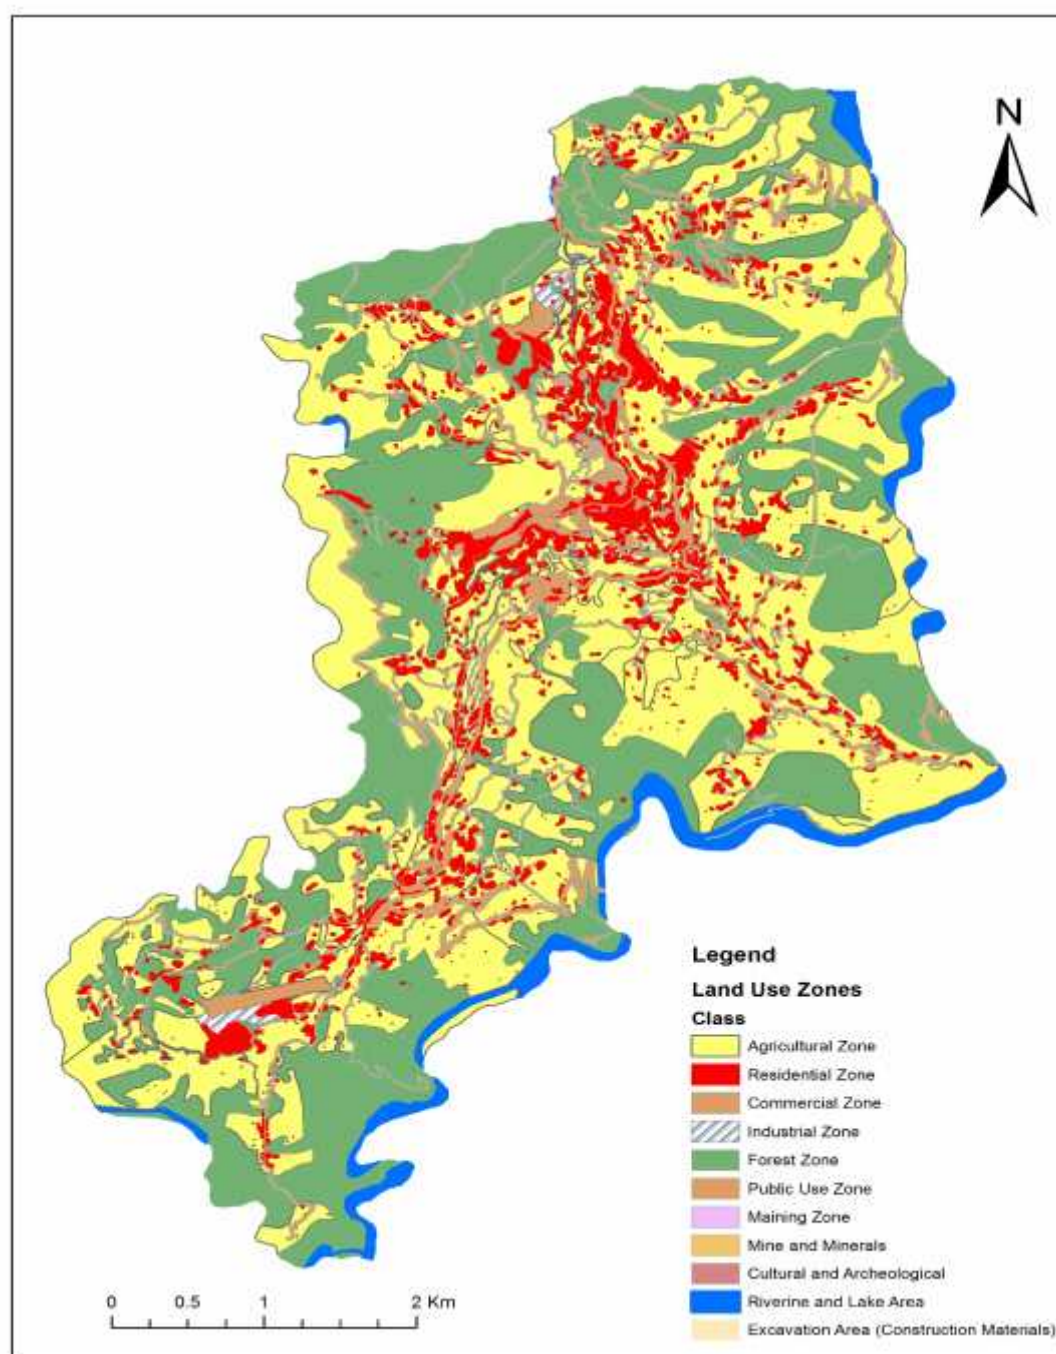 N
Legend
Land Use Zones
Class
Agricultural Zone
Residential Zone
Commercial Zone
Industrial Zone
Forest Zone
Public Use Zone
Maining Zone
Mine and Minerals
Cultural and Archeological
Riverine and Lake Area
Excavation Area (Construction Materials)
0 0.5 1 2 Km